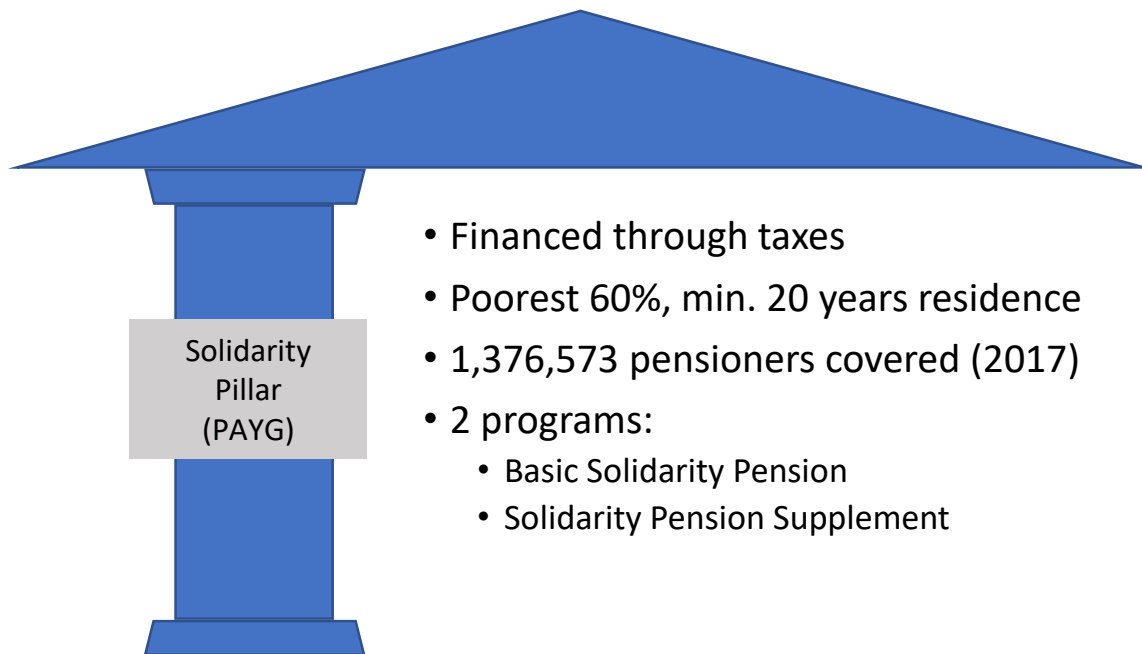 Solidarity
Pillar
(PAYG)
• Financed through taxes
• Poorest 60%, min. 20 years residence
• 1,376,573 pensioners covered (2017)
• 2 programs:
• Basic Solidarity Pension
• Solidarity Pension Supplement